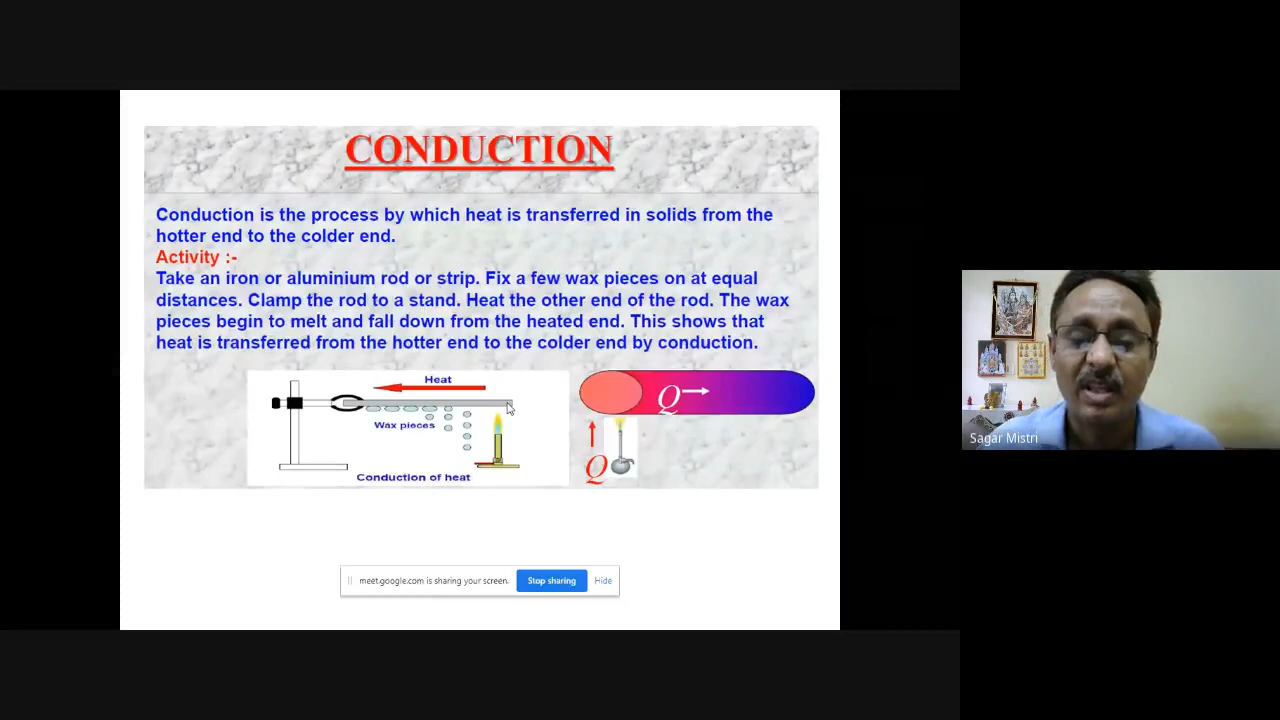 CONDUCTION
Conduction is the process by which heat is transferred in solids from the
hotter end to the colder end.
Activity :-
Take an iron or aluminium rod or strip. Fix a few wax pieces on at equal
distances. Clamp the rod to a stand. Heat the other end of the rod. The wax
pieces begin to melt and fall down from the heated end. This shows that
heat is transferred from the hotter end to the colder end by conduction.
Heat
Wax pieces
Conduction of heat
Q
Q
meet.google.com is sharing your screen.
Stop sharing
Hide
Sagar Mistri